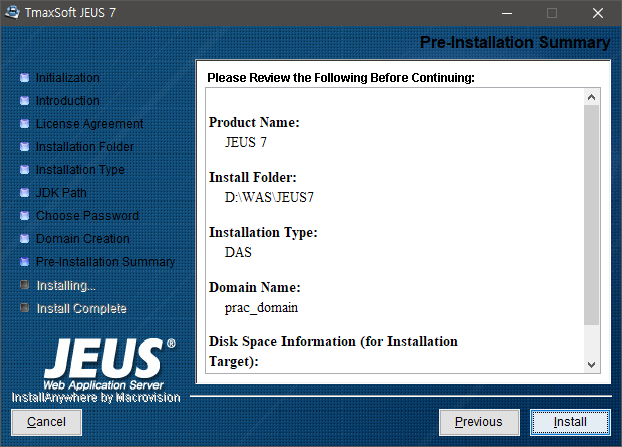 TmaxSoft JEUS 7
Pre-Installation Summary
Initialization
Introduction
License Agreement
Installation Folder
Installation Type
JDK Path
Choose Password
Domain Creation
Pre-Installation Summary
Installing...
Install Complete
Please Review the Following Before Continuing:
Product Name:
JEUS 7
Install Folder:
D:\WAS\JEUS7
Installation Type:
DAS
Domain Name:
prac_domain
Disk Space Information (for Installation
Target):
JEUS®
Web Application Server
InstallAnywhere by Macrovision
Cancel
Previous
Install